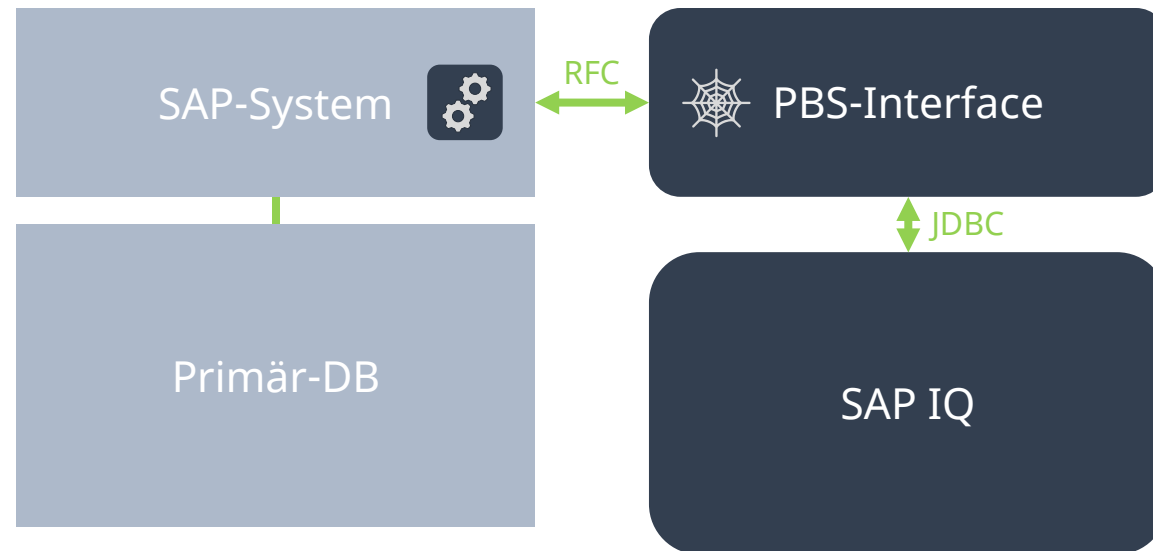 SAP-System
RFC
PBS-Interface
JDBC
Primär-DB
SAP IQ